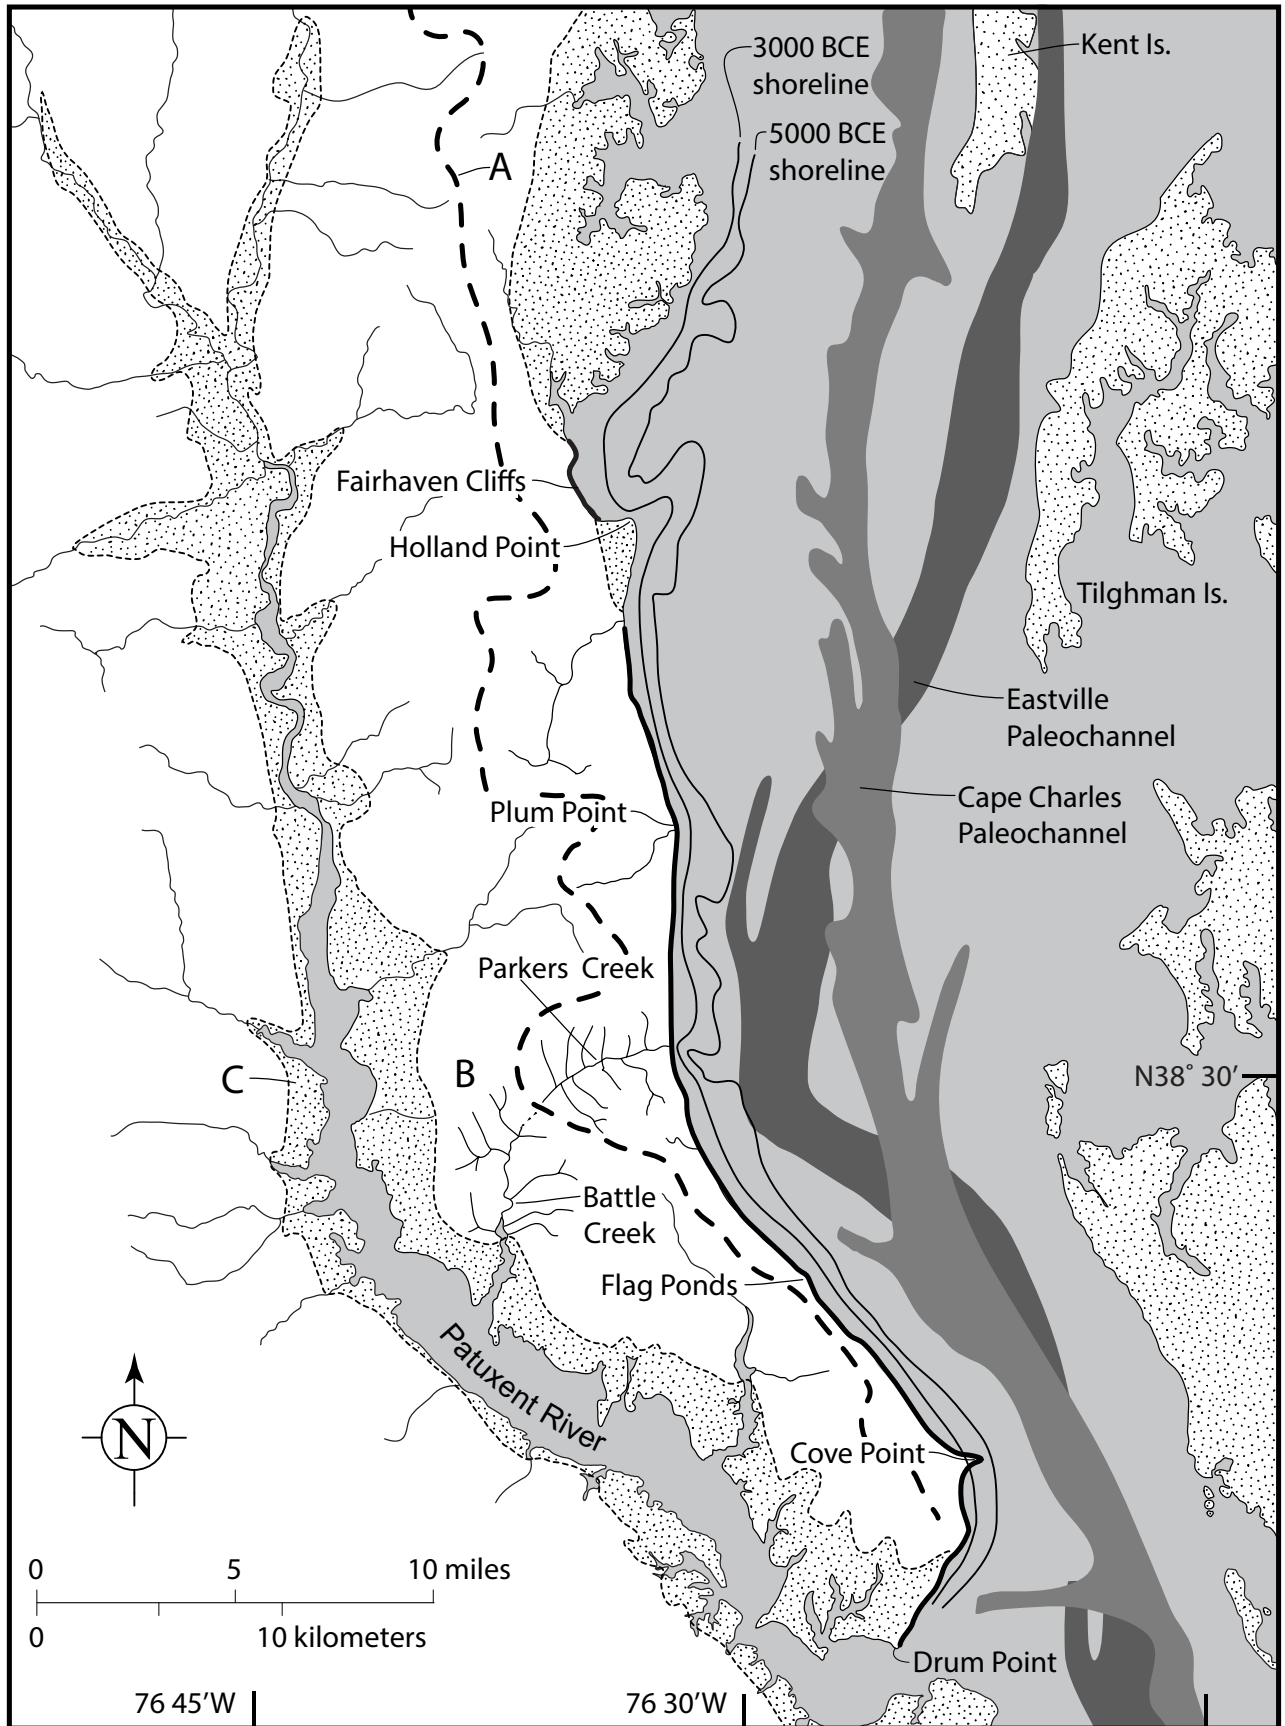 3000 BCE
shoreline
Kent Is.
5000 BCE
shoreline
A
Fairhaven Cliffs
Holland Point
Tilghman Is.
Eastville
Paleochannel
Cape Charles
Paleochannel
Plum Point
Parkers Creek
B
C
N38˚ 30′
Battle
Creek
Flag Ponds
Patuxent River
N
Cove Point
0 5 10 miles
0 10 kilometers
Drum Point
76 45′W
76 30′W